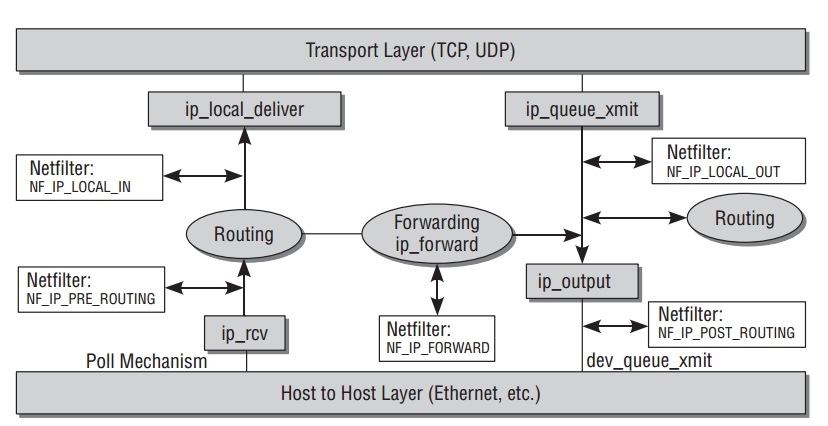 Transport Layer (TCP, UDP)
ip_local_deliver
ip_queue_xmit
Netfilter:
NF_IP_LOCAL_IN
Netfilter:
NF_IP_LOCAL_OUT
Routing
Forwarding
ip_forward
Routing
Netfilter:
NF_IP_PRE_ROUTING
ip_output
ip_rcv
Netfilter:
NF_IP_FORWARD
Netfilter:
NF_IP_POST_ROUTING
Poll Mechanism
dev_queue_xmit
Host to Host Layer (Ethernet, etc.)